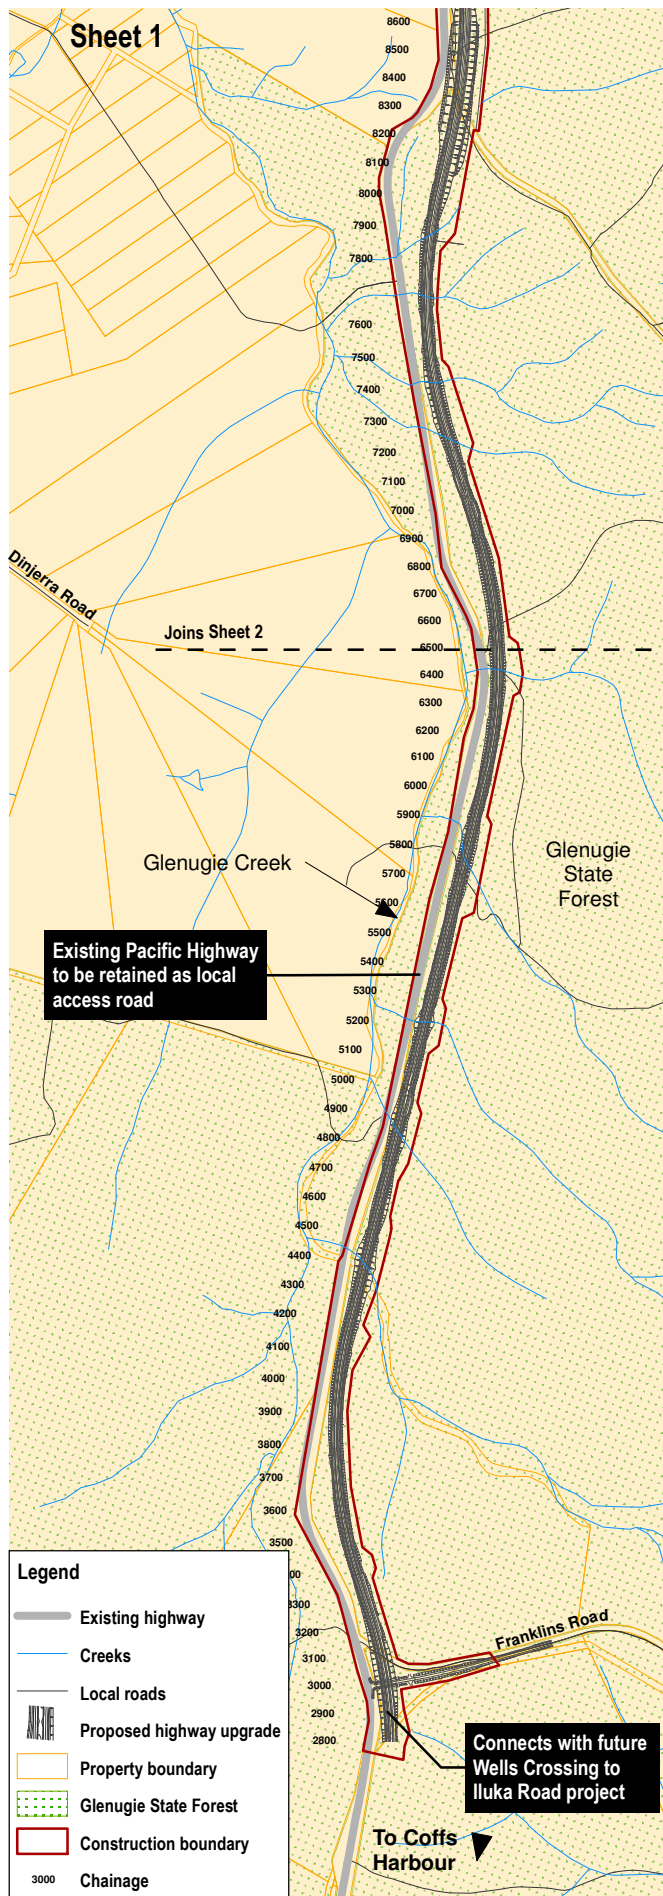 Sheet 1
8600
8500
8400
8300
8200
8100
8000
7900
7800
7600
7500
7400
7300
7200
7100
7000
6900
6800
6700
6600
Dinjerra Road
Joins Sheet 2
6500
6400
6300
6200
6100
6000
5900
5800
5700
5600
5500
5400
5300
5200
5100
5000
4900
4800
4700
4600
4500
4400
4300
4200
4100
4000
3900
3800
3700
3600
3500
00
3300
3200
3100
3000
2900
2800
Glenugie Creek
Glenugie
State
Forest
Existing Pacific Highway
to be retained as local
access road
Franklins Road
Connects with future
Wells Crossing to
Iluka Road project
To Coffs
Harbour
Legend
Existing highway
Creeks
Local roads
Proposed highway upgrade
Property boundary
Glenugie State Forest
Construction boundary
3000 Chainage